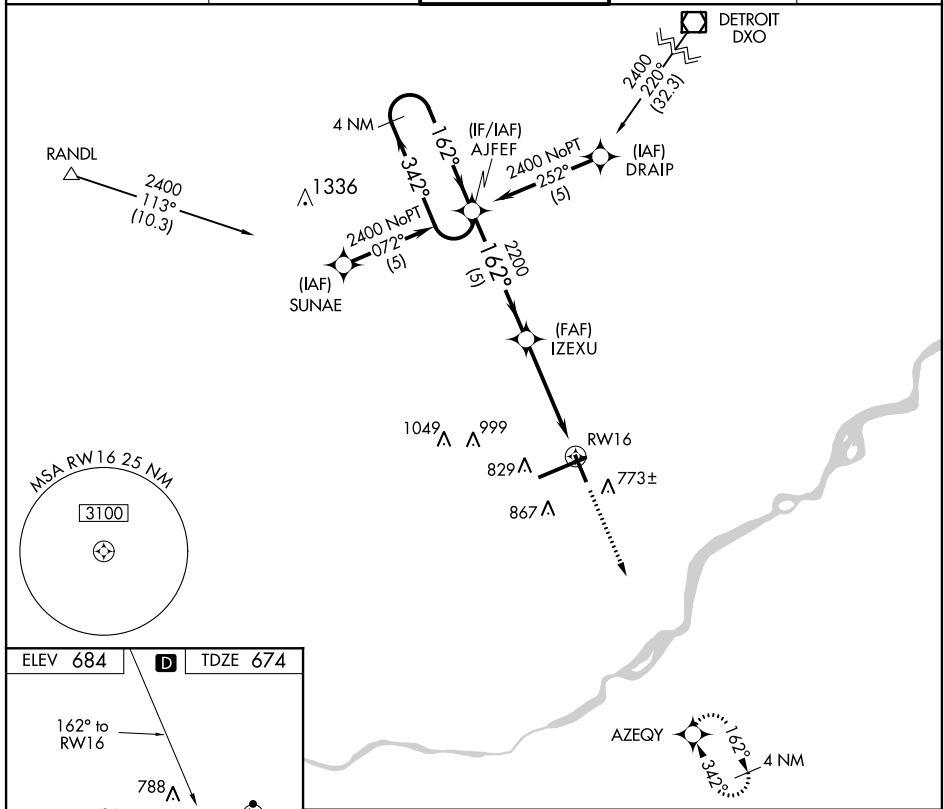 DETROIT
DXO
2400
220°
(32.3)
4 NM
162°
342°
(IF/IAF)
AJFEF
2400 NoPT
252°
(5)
(IAF)
DRAIP
RANDL
2400
113°
(10.3)
1336
2400 NoPT
072°
(5)
(IAF)
SUNAE
2200
162°
(5)
(FAF)
IZEXU
1049
999
RW16
829
773±
867
MSA RW16 25 NM
3100
ELEV 684
D
TDZE 674
162° to
RW16
788
AZEQY
162°
342°
4 NM